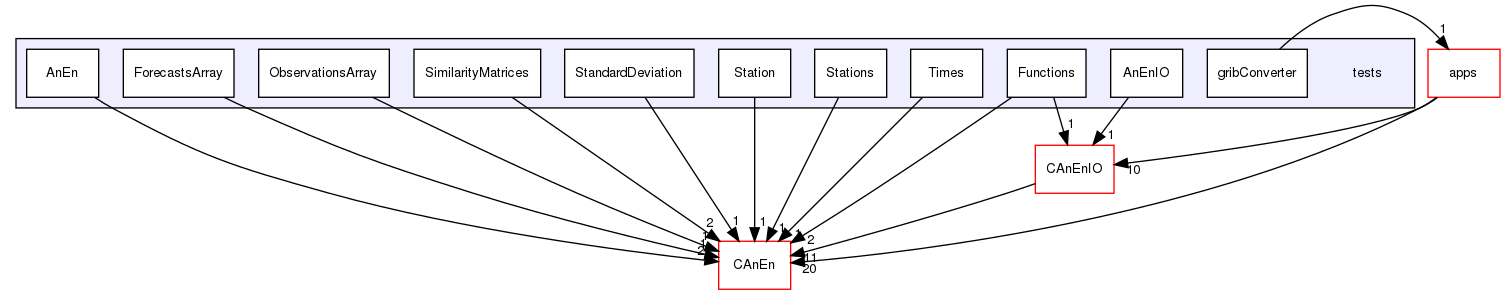 1
AnEn
ForecastsArray
ObservationsArray
SimilarityMatrices
StandardDeviation
Station
Stations
Times
Functions
AnEnIO
gribConverter
tests
apps
1
1
CAnEnIO
10
2
1
1
1
1
2
2
CAnEn
11
20